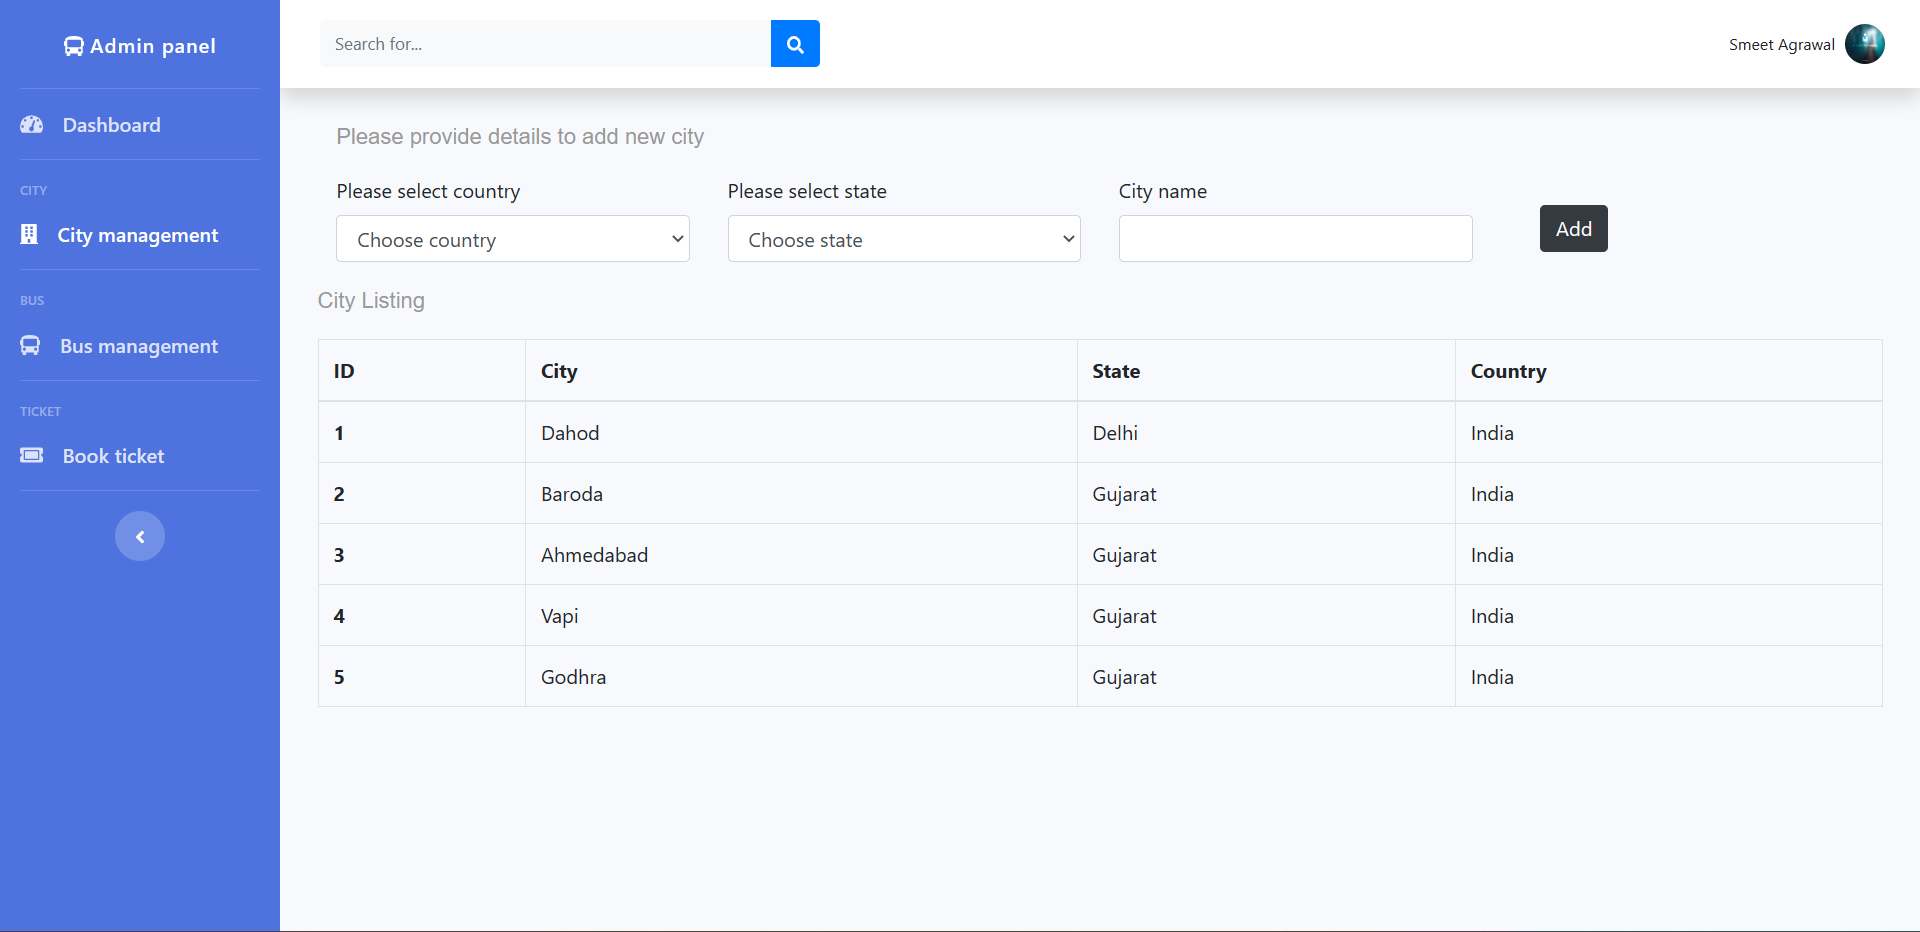 Admin panel
Search for...
Smeet Agrawal
Dashboard
CITY
City management
BUS
Bus management
TICKET
Book ticket
Please provide details to add new city
Please select country
Please select state
City name
Choose country
Choose state
Add
City Listing
ID City State Country
1 Dahod Delhi India
2 Baroda Gujarat India
3 Ahmedabad Gujarat India
4 Vapi Gujarat India
5 Godhra Gujarat India